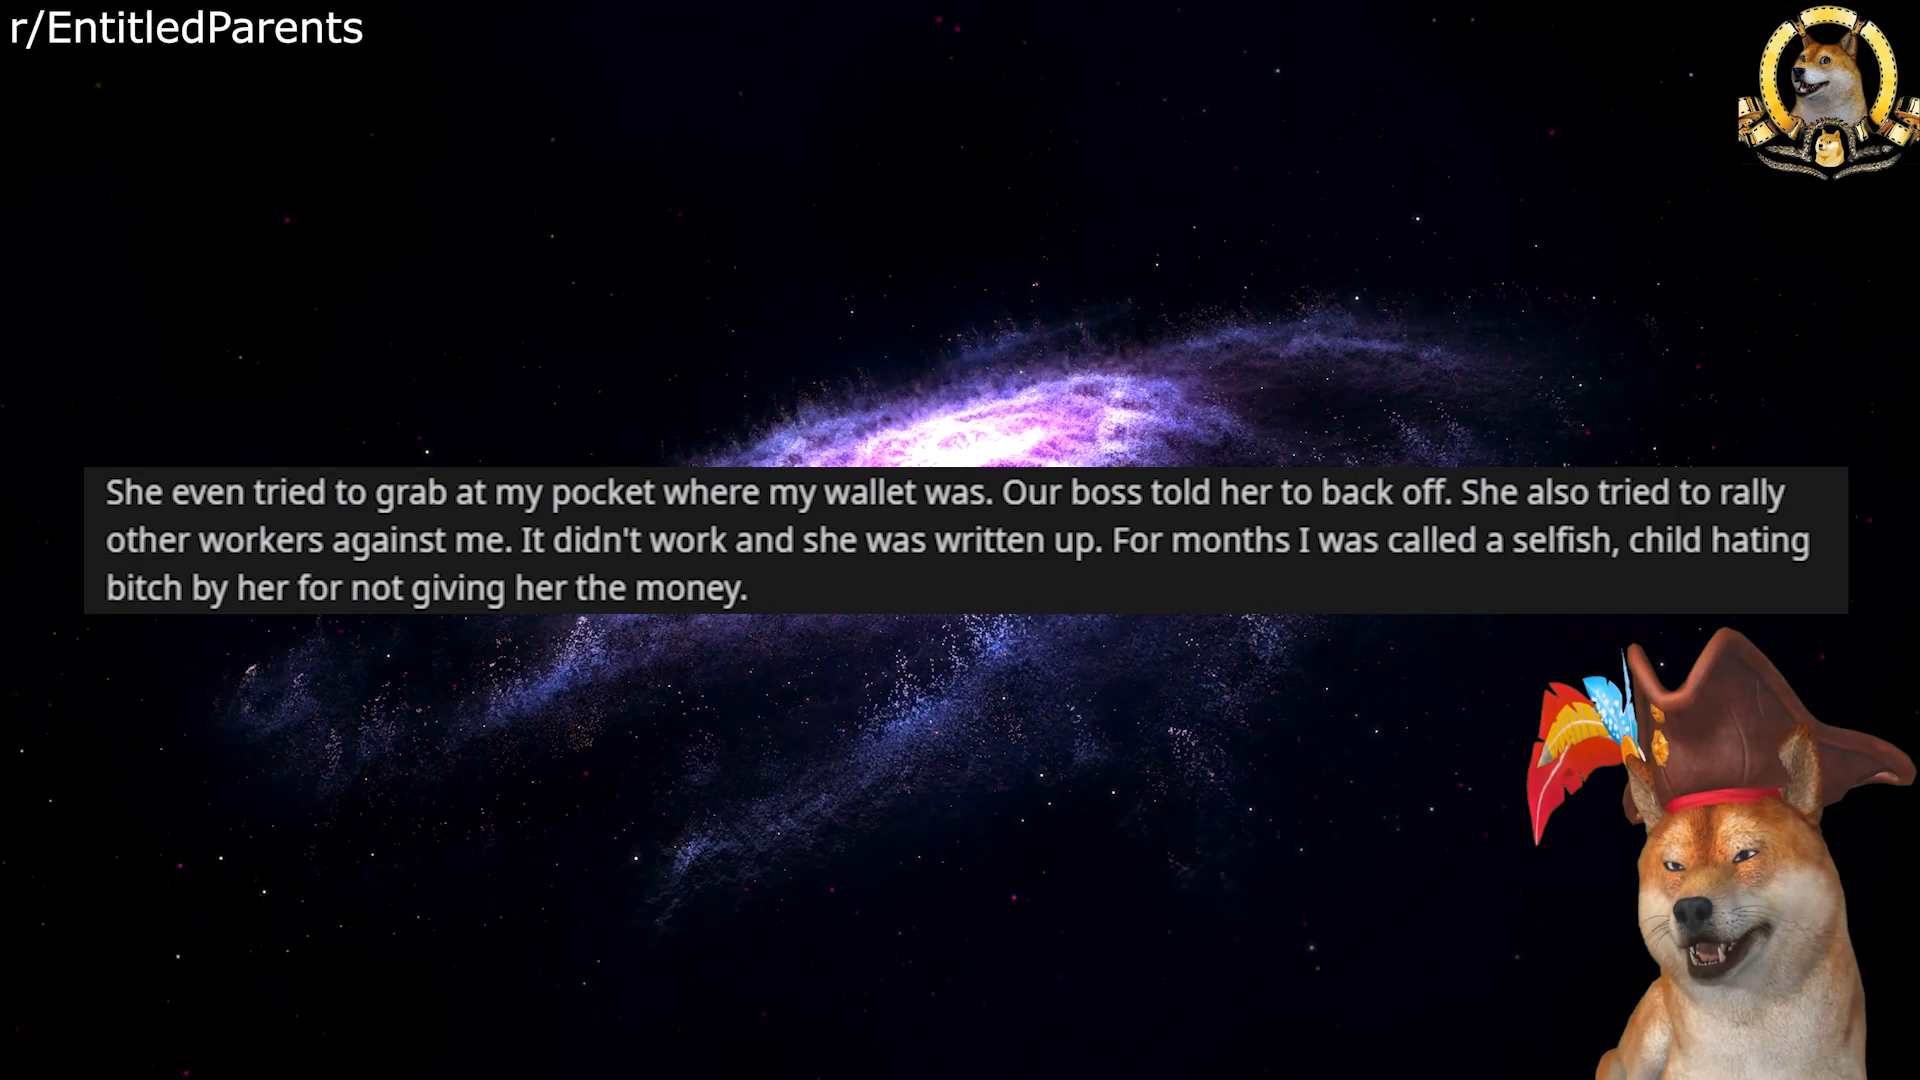 r/EntitledParents
She even tried to grab at my pocket where my wallet was. Our boss told her to back off. She also tried to rally
other workers against me. It didn't work and she was written up. For months I was called a selfish, child hating
bitch by her for not giving her the money.